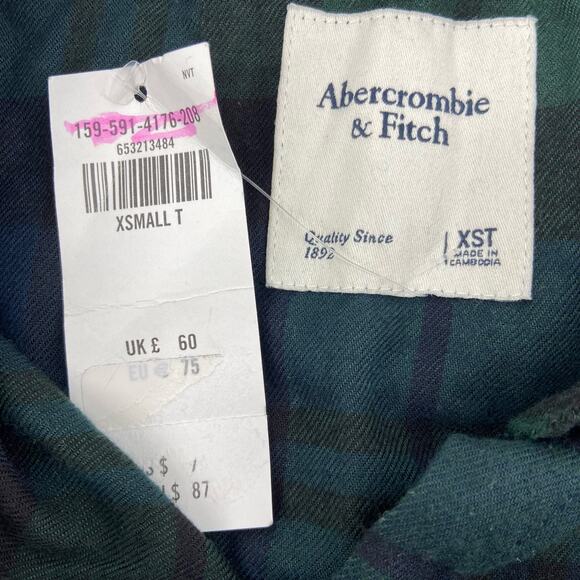 NVT
159-591-4176-208
653213484
XSMALL T
UK £ 60
EU 75
$
$ 87
Abercrombie
& Fitch
Quality Since
1892
XST
MADE IN
CAMBODIA